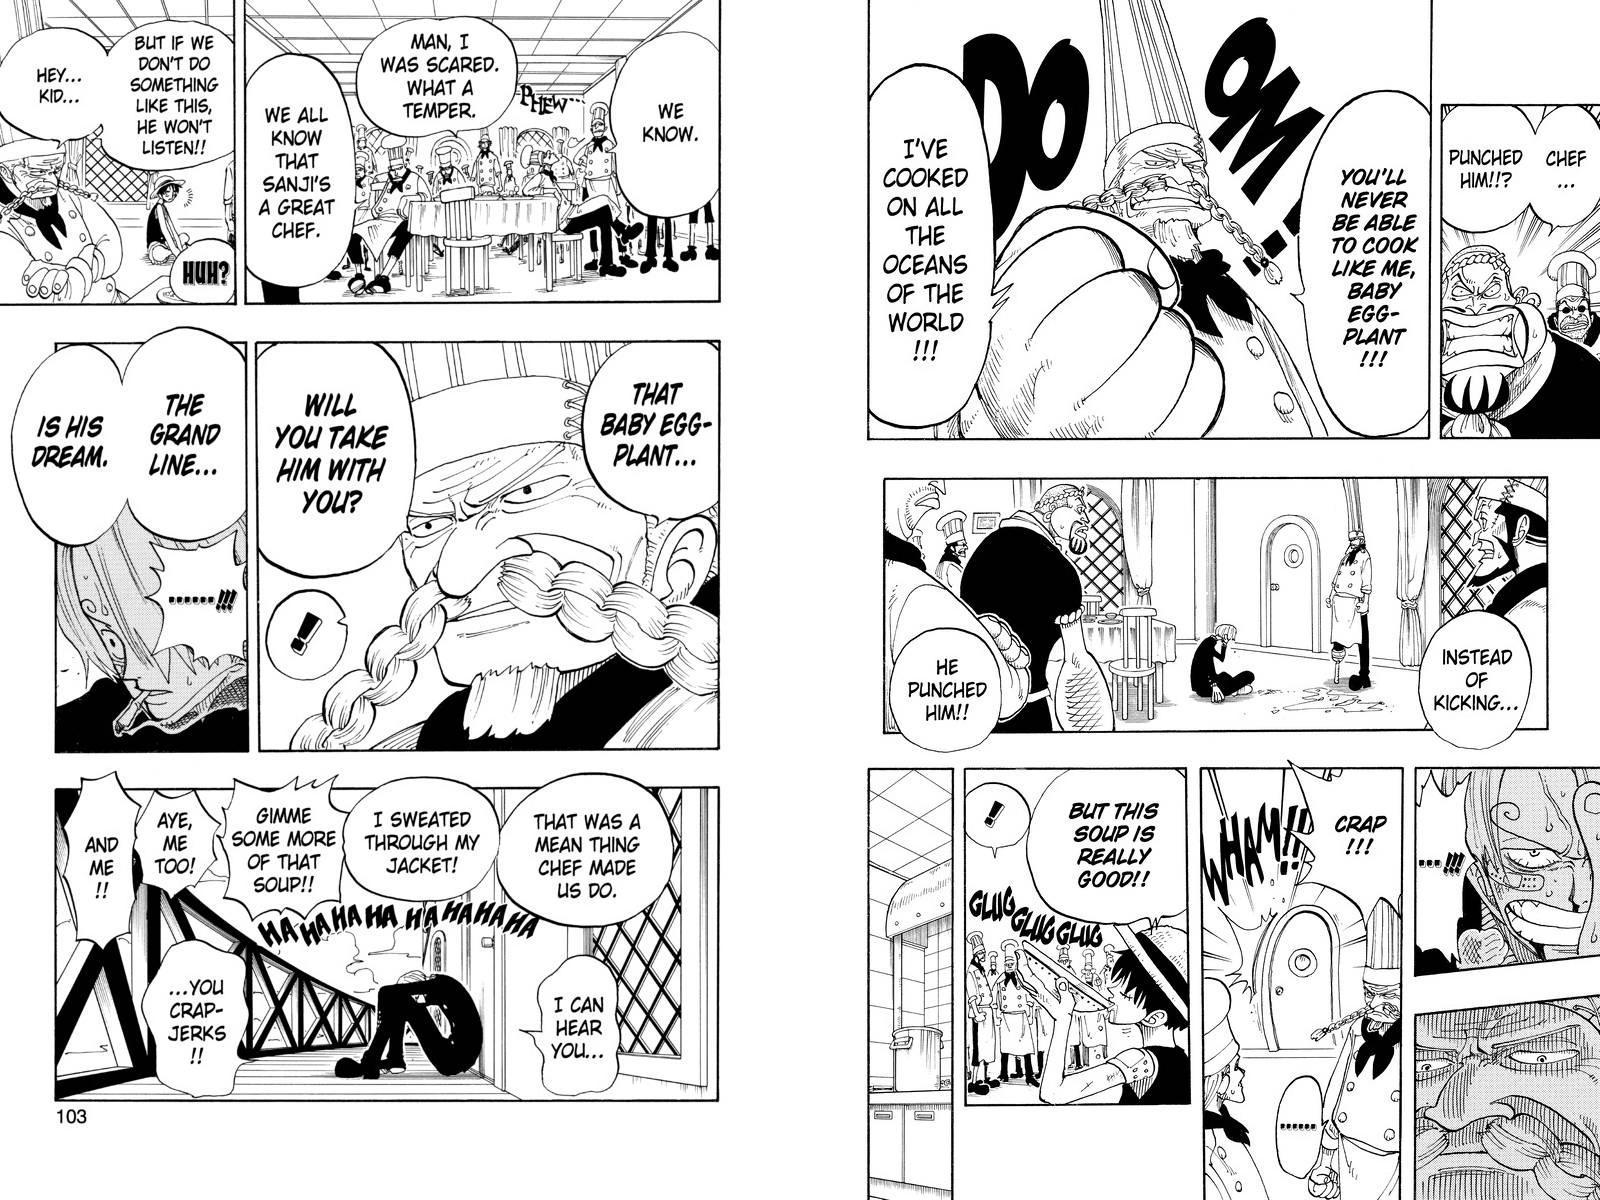 CHEF
...
PUNCHED
HIM!!?
YOU'LL
NEVER
BE ABLE
TO COOK
LIKE ME,
BABY
EGG-
PLANT
!!!
DOOM!!
I'VE
COOKED
ON ALL
THE
OCEANS
OF THE
WORLD
!!!
INSTEAD
OF
KICKING...
HE
PUNCHED
HIM!!
......!!!
CRAP
!!!
WHAM!!
......
BUT THIS
SOUP IS
REALLY
GOOD!!
!!
GLUG
GLUG
GLUG
WE
KNOW.
PHEW...
MAN, I
WAS SCARED.
WHAT A
TEMPER.
WE ALL
KNOW
THAT
SANJI'S
A GREAT
CHEF.
BUT IF WE
DON'T DO
SOMETHING
LIKE THIS,
HE WON'T
LISTEN!!
HEY...
KID...
HUH?
THAT
BABY EGG-
PLANT...
WILL
YOU TAKE
HIM WITH
YOU?
!!
THE
GRAND
LINE...
IS HIS
DREAM.
......!!!
THAT WAS A
MEAN THING
CHEF MADE
US DO.
I SWEATED
THROUGH MY
JACKET!
GIMME
SOME MORE
OF THAT
SOUP!!
AYE,
ME
TOO!
AND
ME
!!
HA HA HA HA HA HA HA HA
I CAN
HEAR
YOU...
...YOU
CRAP-
JERKS
!!
103